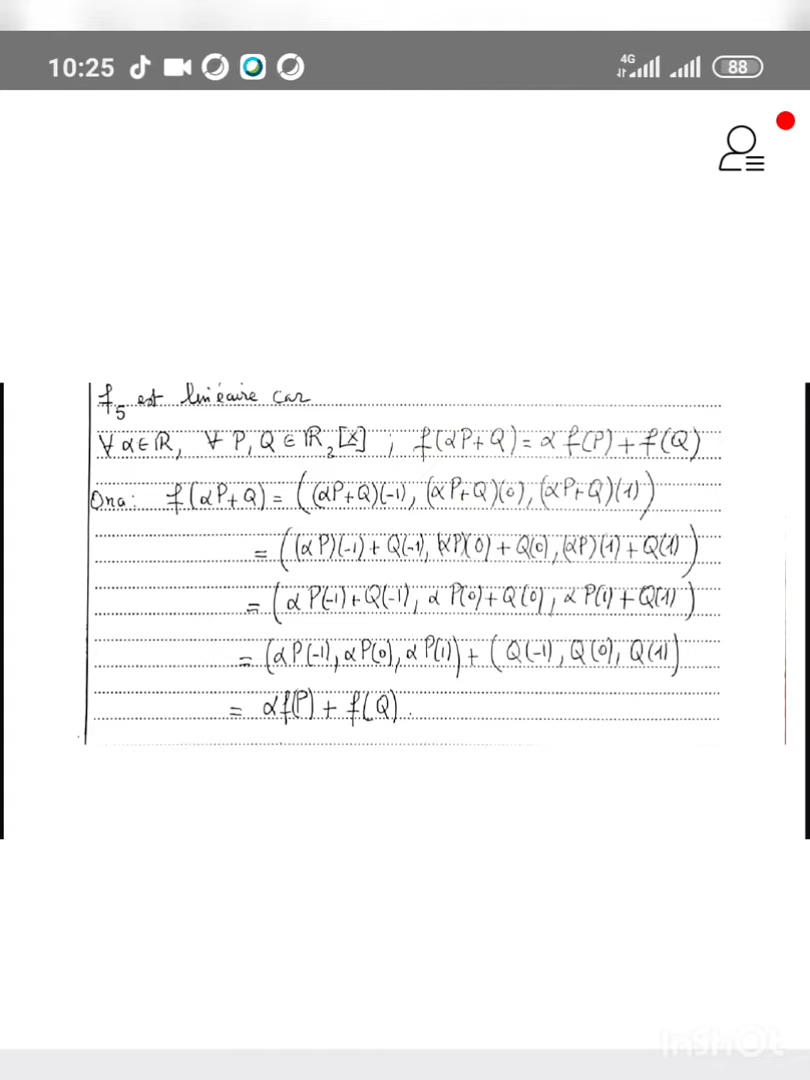 10:25
4G
88
f₅ est linéaire car
∀ α ∈ ℝ, ∀ P, Q ∈ ℝ₂[X] ; f(αP+Q) = α f(P) + f(Q)
Ona: f(αP+Q) = ((αP+Q)(-1), (αP+Q)(0), (αP+Q)(1))
= ((αP)(-1) + Q(-1), (αP)(0) + Q(0), (αP)(1) + Q(1))
= (α P(-1) + Q(-1), α P(0) + Q(0), α P(1) + Q(1))
= (αP(-1), αP(0), αP(1)) + (Q(-1), Q(0), Q(1))
= αf(P) + f(Q).
InShOt